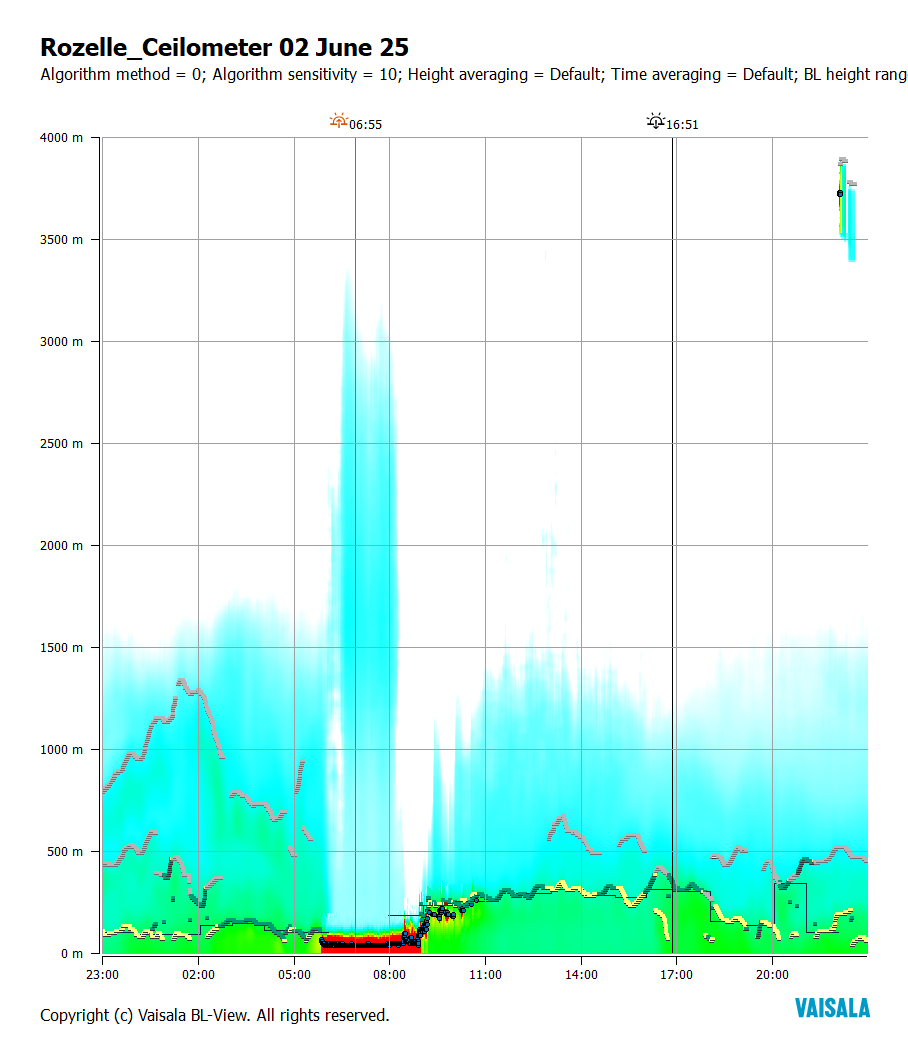 Rozelle_Ceilometer 02 June 25
Algorithm method = 0; Algorithm sensitivity = 10; Height averaging = Default; Time averaging = Default; BL height rang
06:55 16:51
4000 m
3500 m
3000 m
2500 m
2000 m
1500 m
1000 m
500 m
0 m
23:00 02:00 05:00 08:00 11:00 14:00 17:00 20:00
VAISALA
Copyright (c) Vaisala BL-View. All rights reserved.